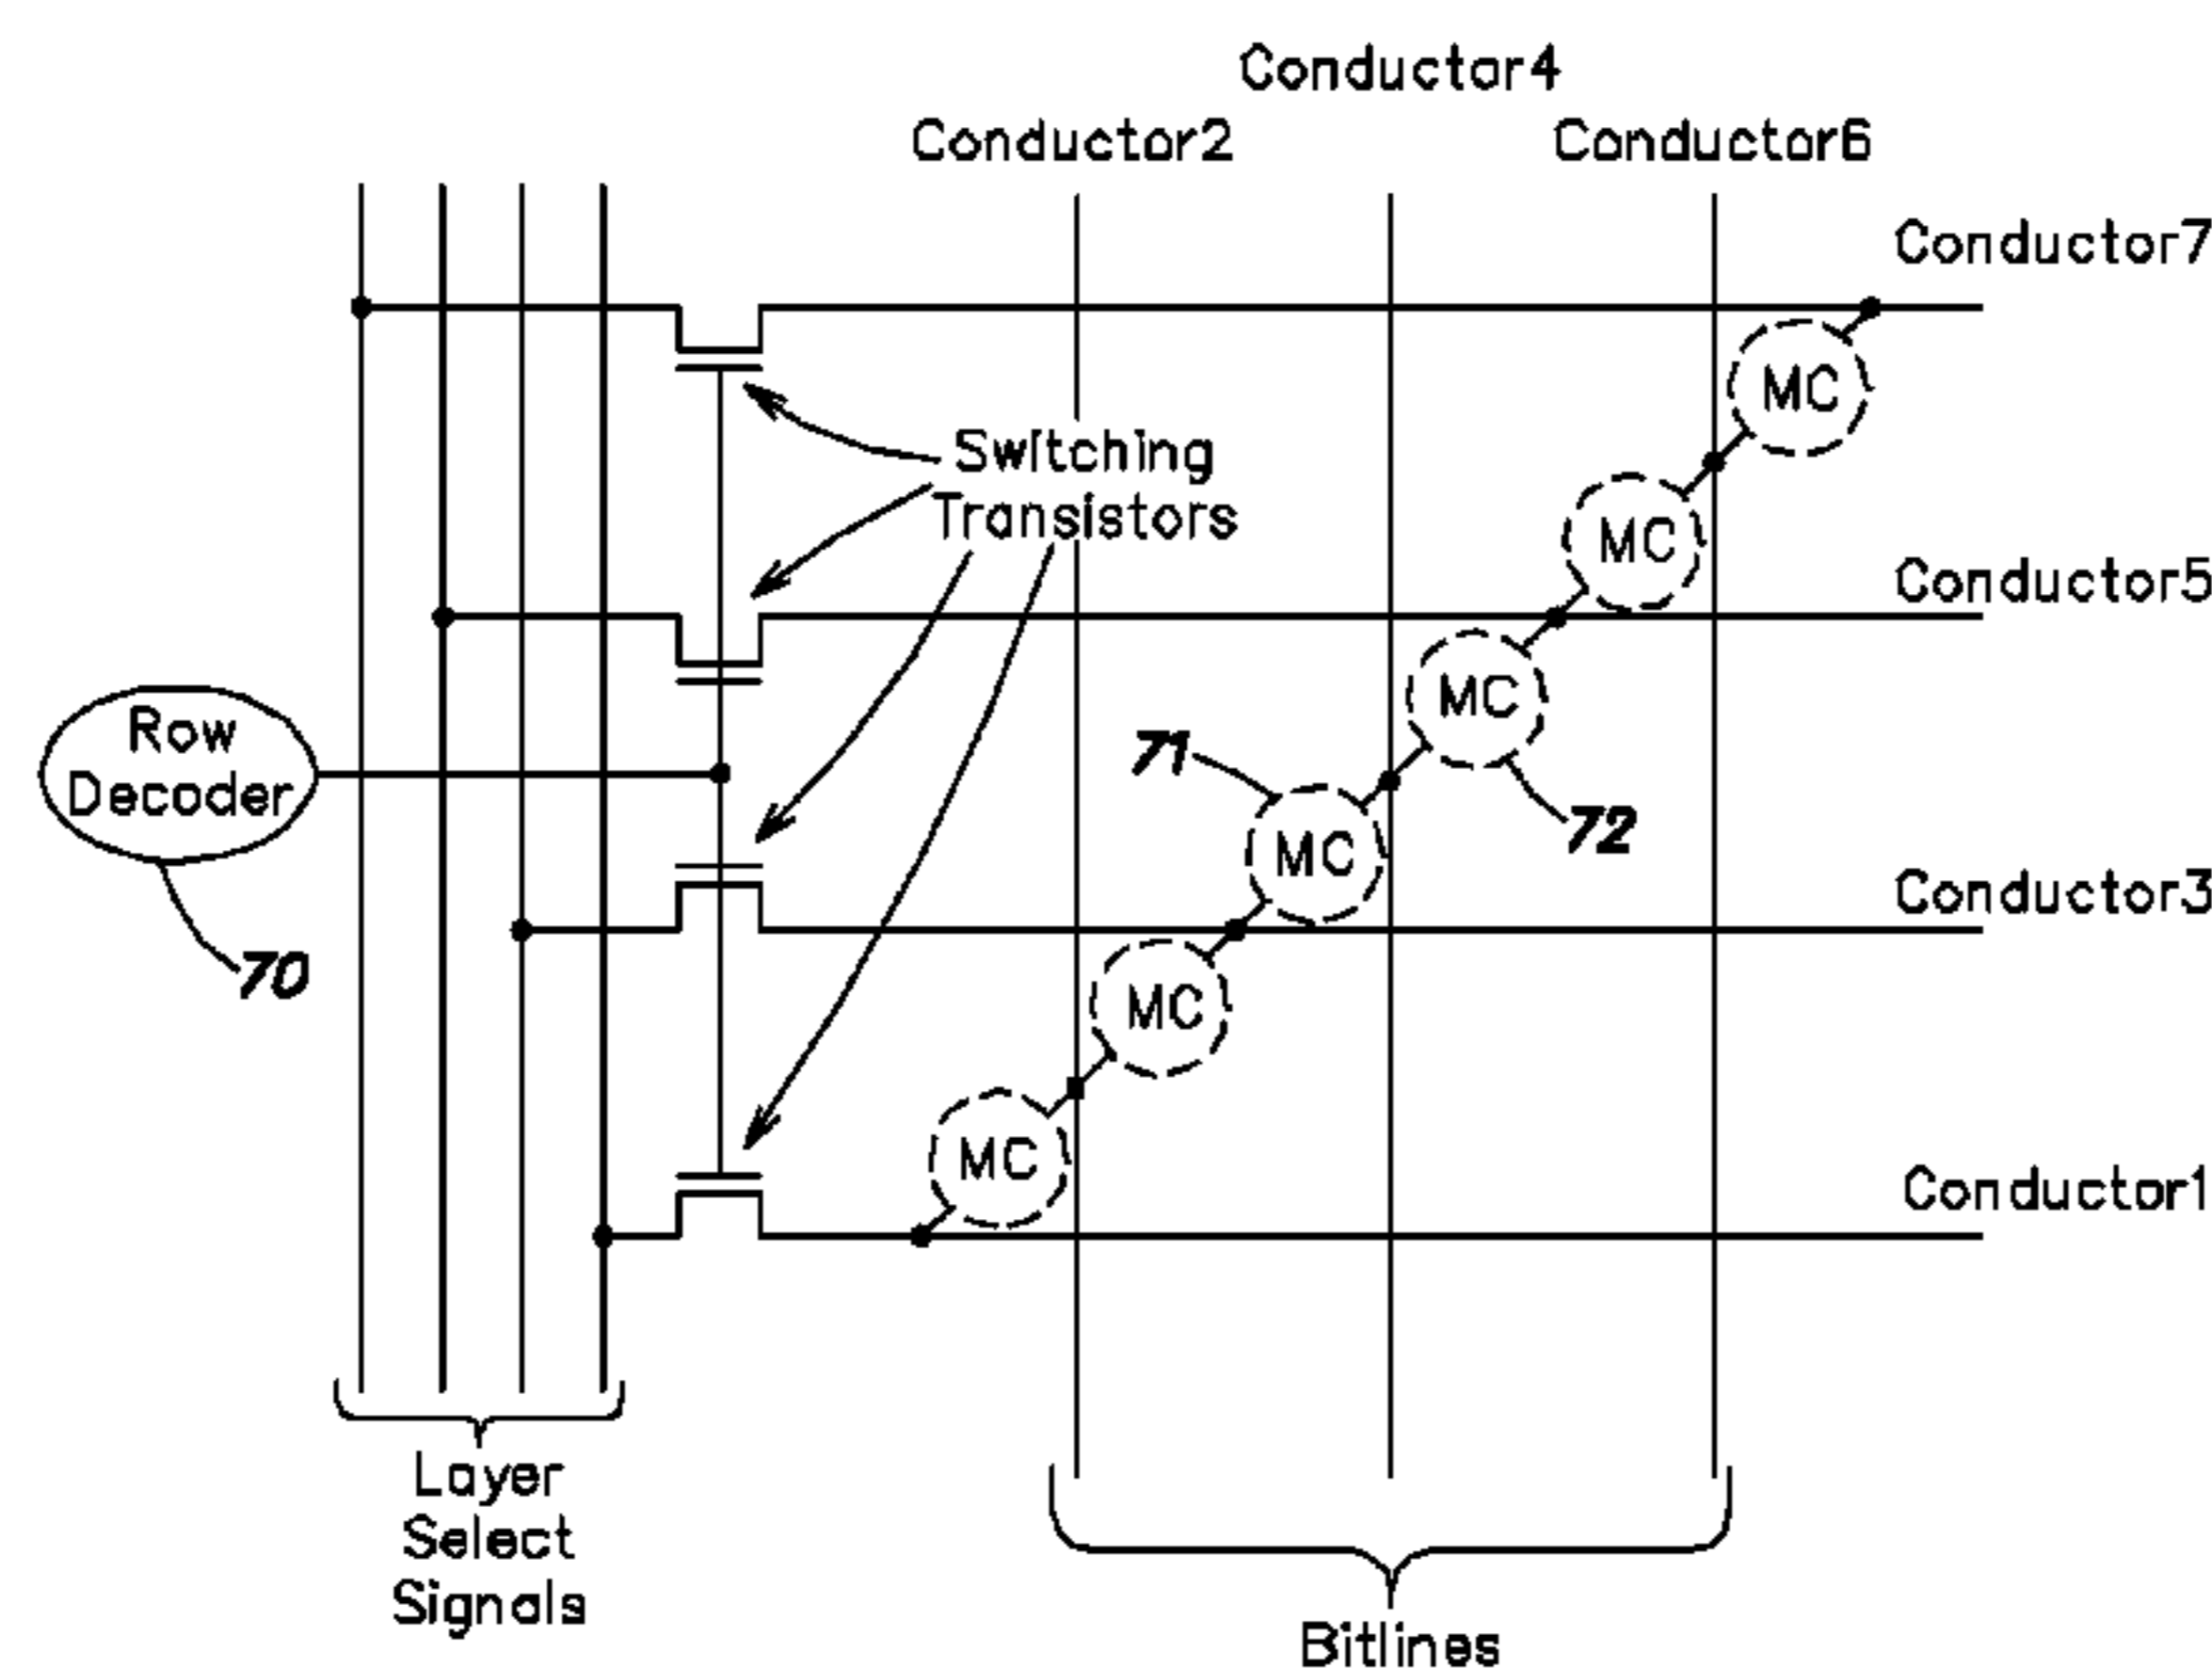 Conductor4
Conductor2
Conductor6
Conductor7
MC
Switching
Transistors
MC
Conductor5
MC
Row
Decoder
71
72
MC
Conductor3
70
MC
MC
Conductor1
Layer
Select
Signals
Bitlines